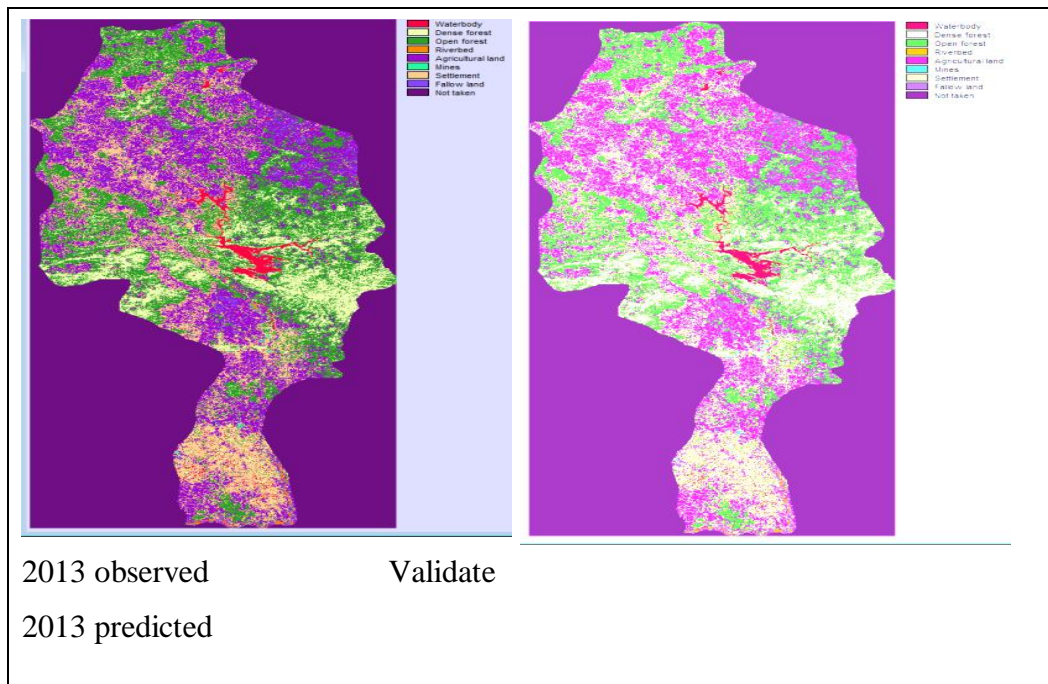 Waterbody
Dense forest
Open forest
Riverbed
Agricultural land
Mines
Settlement
Fallow land
Not taken
Waterbody
Dense forest
Open forest
Riverbed
Agricultural land
Mines
Settlement
Fallow land
Not taken
2013 observed Validate
2013 predicted